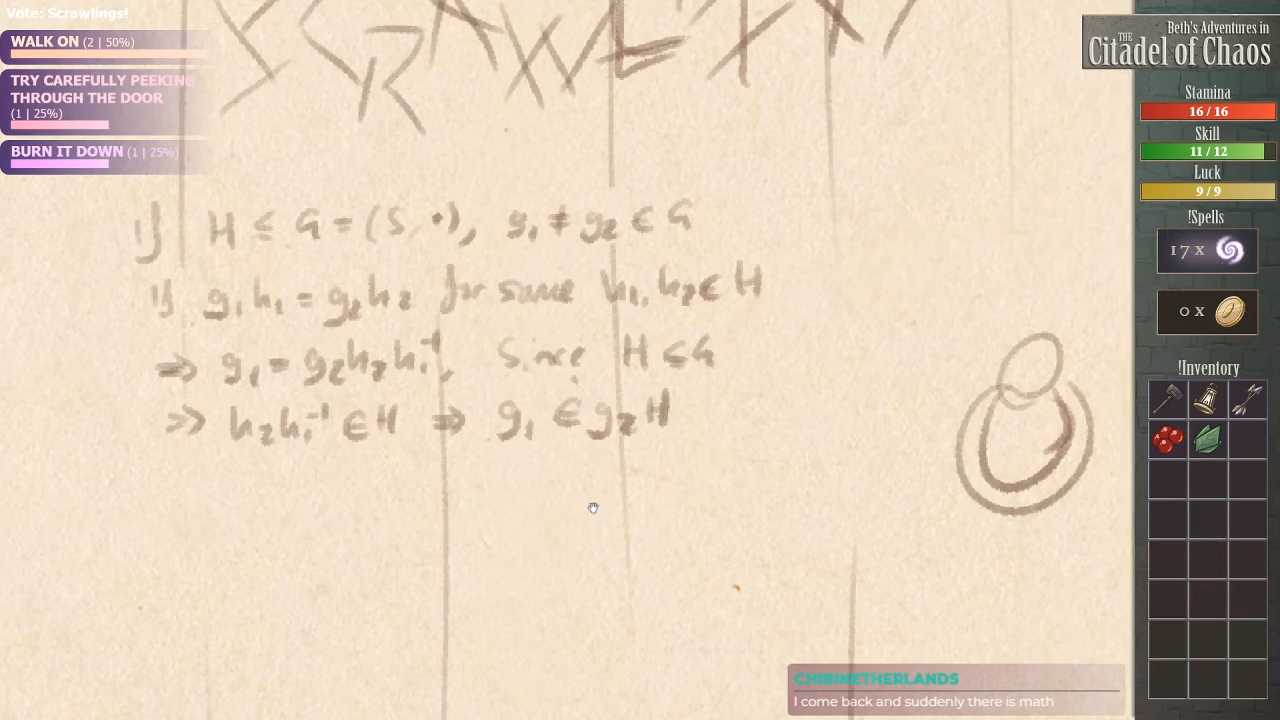 Vote: Scrawlings!
WALK ON (2 | 50%)
TRY CAREFULLY PEEKING
THROUGH THE DOOR
(1 | 25%)
BURN IT DOWN (1 | 25%)
SCRAWL
if H ≤ G = (S, •), g₁ ≠ g₂ ∈ G
if g₁h₁ = g₂h₂ for some h₁, h₂ ∈ H
⇒ g₁ = g₂h₂h₁⁻¹, Since H ≤ G
⇒ h₂h₁⁻¹ ∈ H ⇒ g₁ ∈ g₂H
Beth's Adventures in
THE
Citadel of Chaos
Stamina
16 / 16
Skill
11 / 12
Luck
9 / 9
!Spells
17 x
0 x
!Inventory
CHIBINETHERLANDS
I come back and suddenly there is math